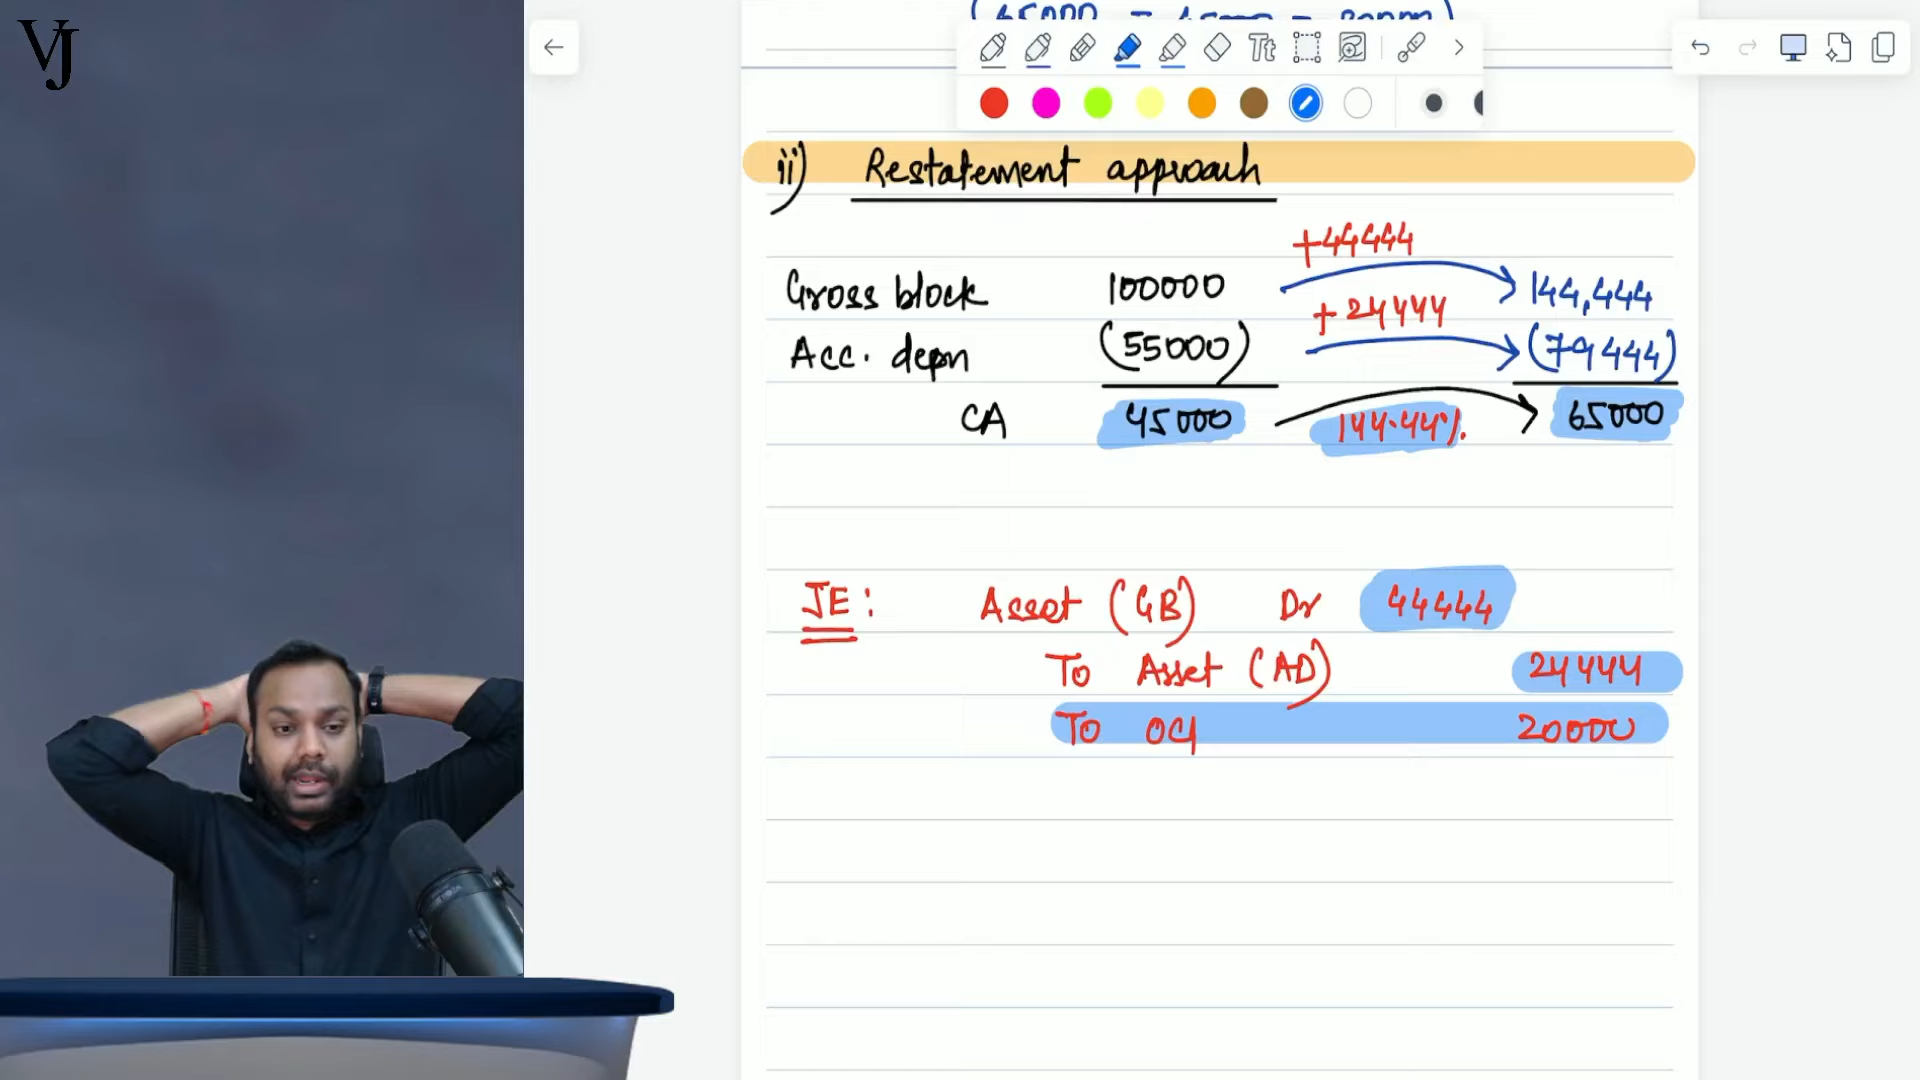 VJ
Tt
ii) Restatement approach
+44444
Gross block 100000 144,444
+24444
Acc. depn (55000) (79444)
CA 45000 144.44% 65000
JE: Asset (GB) Dr 44444
To Asset (AD) 24444
To OCI 20000